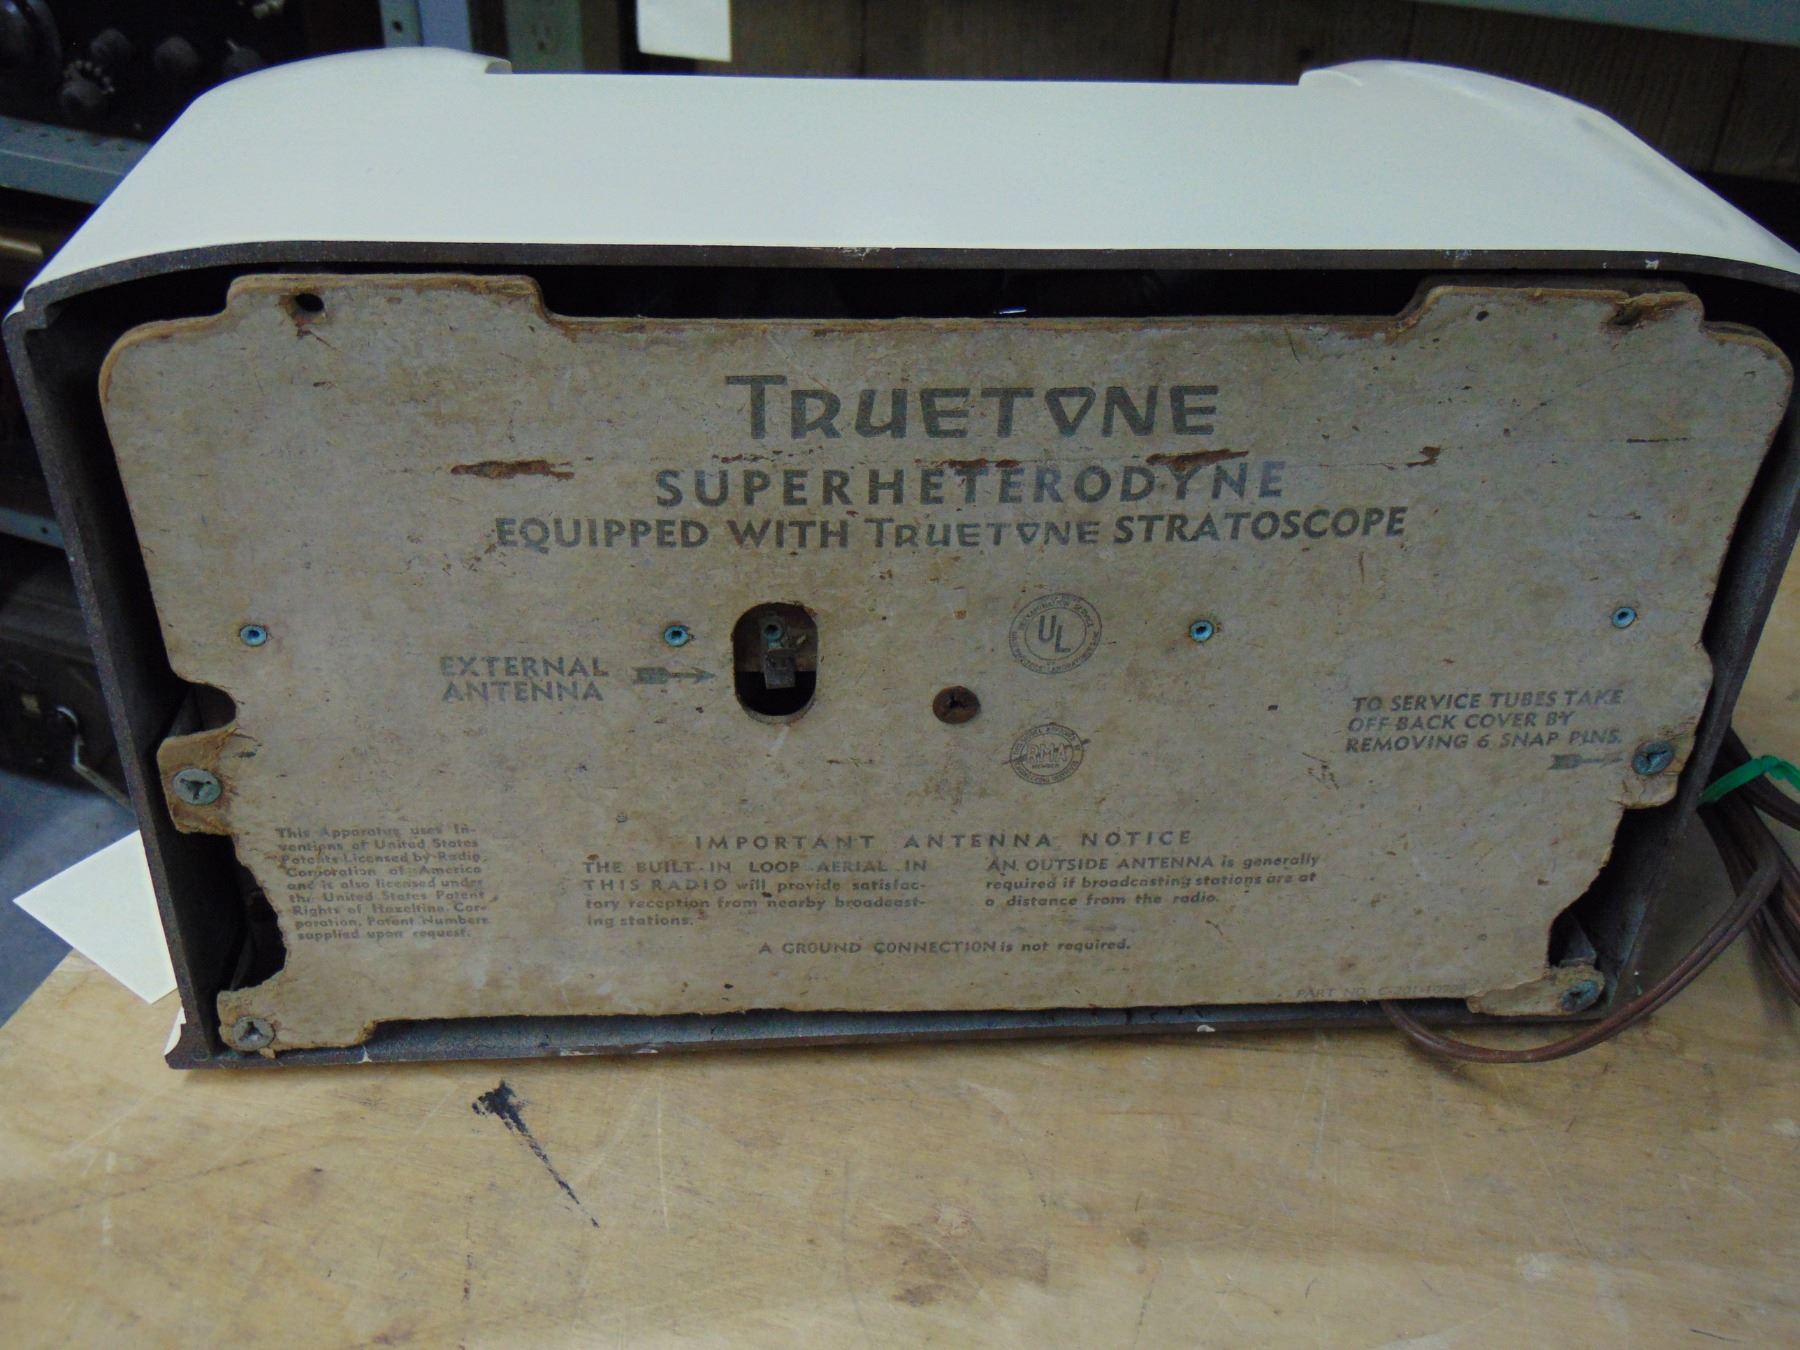 TRUETONE
SUPERHETERODYNE
EQUIPPED WITH TRUETONE STRATOSCOPE
EXTERNAL
ANTENNA
UL
RMA
MEMBER
TO SERVICE TUBES TAKE
OFF BACK COVER BY
REMOVING 6 SNAP PINS.
This Apparatus uses In-
ventions of United States
Patents Licensed by Radio
Corporation of America
and is also licensed under
the United States Patent
Rights of Hazeltine Cor-
poration, Patent Numbers
supplied upon request.
IMPORTANT ANTENNA NOTICE
THE BUILT-IN LOOP AERIAL IN
THIS RADIO will provide satisfac-
tory reception from nearby broadcast-
ing stations.
AN OUTSIDE ANTENNA is generally
required if broadcasting stations are at
a distance from the radio.
A GROUND CONNECTION is not required.
PART NO.